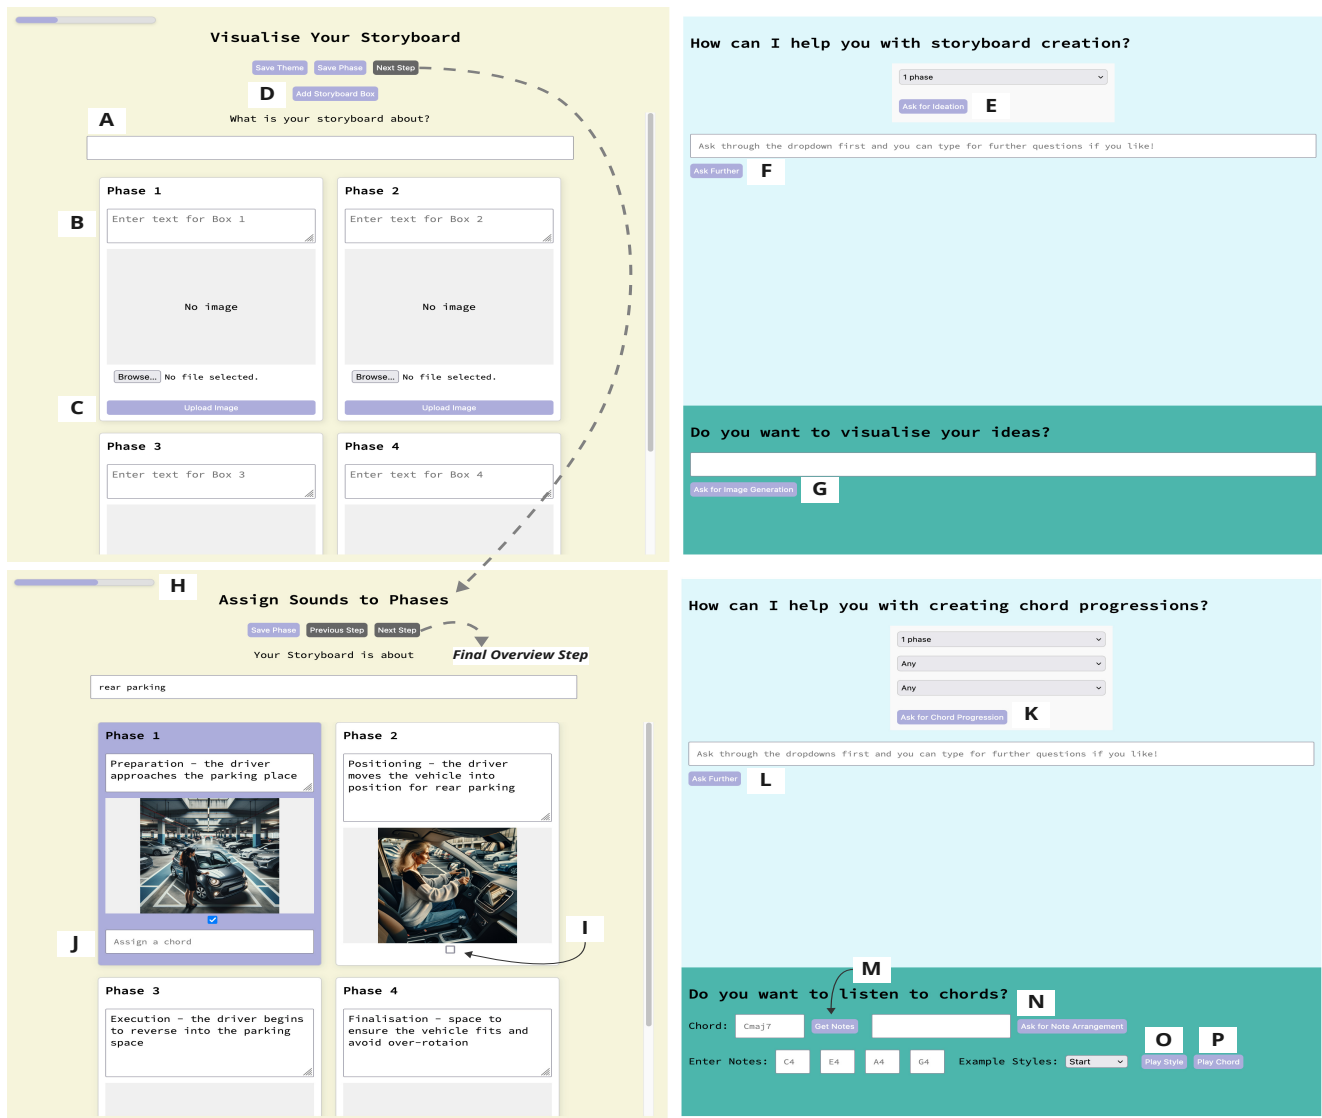 Visualise Your Storyboard
Save Theme Save Phase Next Step
D Add Storyboard Box
A What is your storyboard about?
Phase 1
B Enter text for Box 1
No image
Browse... No file selected.
C Upload Image
Phase 2
Enter text for Box 2
No image
Browse... No file selected.
Upload Image
Phase 3
Enter text for Box 3
Phase 4
Enter text for Box 4
How can I help you with storyboard creation?
1 phase
Ask for Ideation E
Ask through the dropdown first and you can type for further questions if you like!
Ask Further F
Do you want to visualise your ideas?
Ask for Image Generation G
H
Assign Sounds to Phases
Save Phase Previous Step Next Step
Your Storyboard is about Final Overview Step
rear parking
Phase 1
Preparation - the driver
approaches the parking place
J Assign a chord
Phase 2
Positioning - the driver
moves the vehicle into
position for rear parking
I
Phase 3
Execution - the driver begins
to reverse into the parking
space
Phase 4
Finalisation - space to
ensure the vehicle fits and
avoid over-rotaion
How can I help you with creating chord progressions?
1 phase
Any
Any
Ask for Chord Progression K
Ask through the dropdowns first and you can type for further questions if you like!
Ask Further L
M
Do you want to listen to chords? N
Chord: Cmaj7 Get Notes Ask for Note Arrangement
O P
Enter Notes: C4 E4 A4 G4 Example Styles: Start Play Style Play Chord